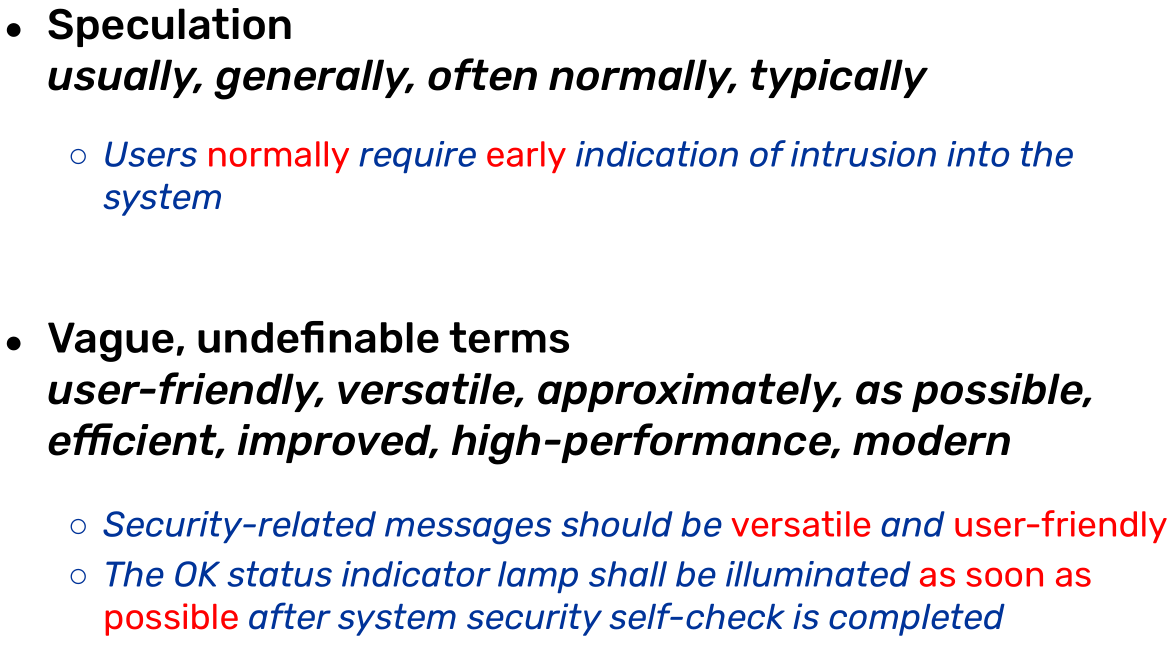 • Speculation
usually, generally, often normally, typically
○ Users normally require early indication of intrusion into the
system
• Vague, undefinable terms
user-friendly, versatile, approximately, as possible,
efficient, improved, high-performance, modern
○ Security-related messages should be versatile and user-friendly
○ The OK status indicator lamp shall be illuminated as soon as
possible after system security self-check is completed